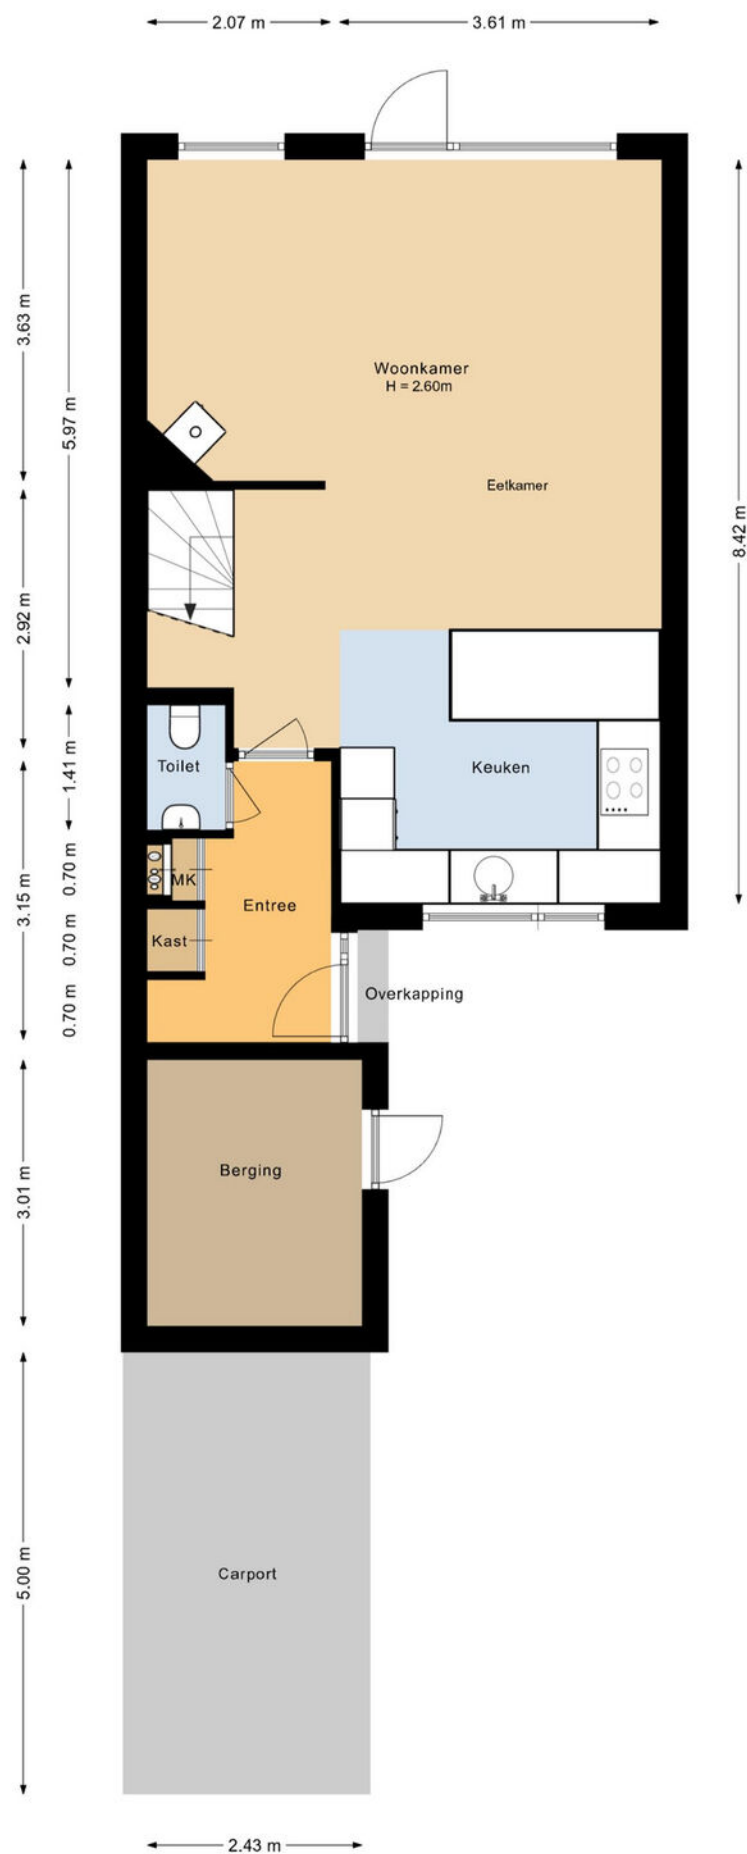 2.07 m
3.61 m
3.63 m
5.97 m
8.42 m
Woonkamer
H = 2.60m
Eetkamer
2.92 m
1.41 m
Toilet
Keuken
3.15 m
0.70 m
MK
Entree
0.70 m
Kast
0.70 m
Overkapping
3.01 m
Berging
5.00 m
Carport
2.43 m